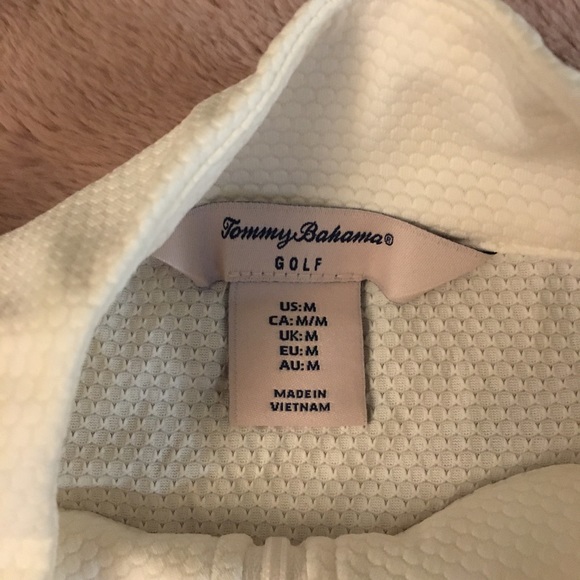 Tommy Bahama®
GOLF
US:M
CA:M/M
UK:M
EU:M
AU:M
MADE IN
VIETNAM